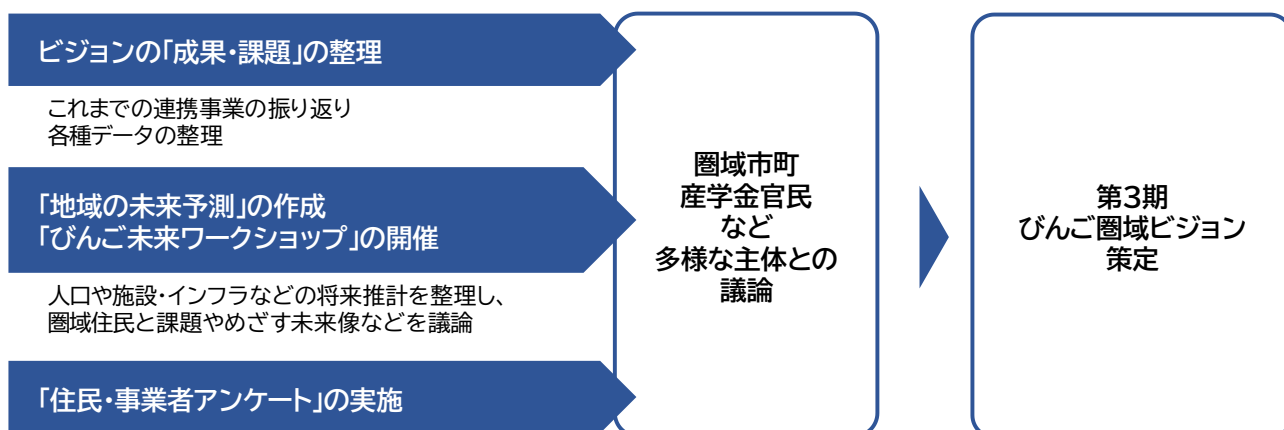 ビジョンの「成果・課題」の整理
これまでの連携事業の振り返り
各種データの整理
「地域の未来予測」の作成
「びんご未来ワークショップ」の開催
人口や施設・インフラなどの将来推計を整理し、
圏域住民と課題やめざす未来像などを議論
「住民・事業者アンケート」の実施
圏域市町
産学金官民
など
多様な主体との
議論
第3期
びんご圏域ビジョン
策定